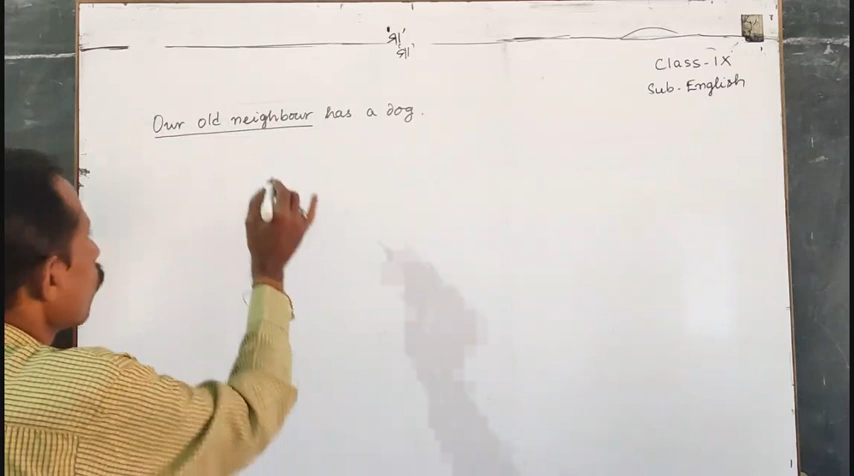 'স্রী'
স্রী'
Class-IX
Sub-English
Our old neighbour has a dog.